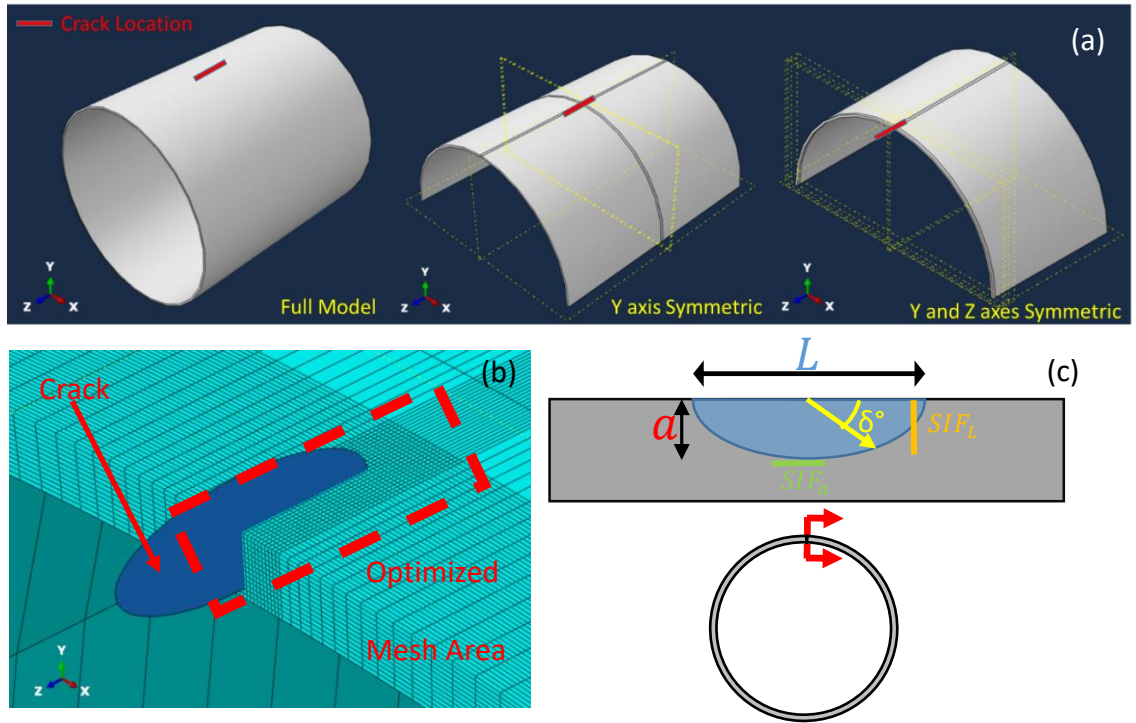 Crack Location
(a)
Y
Z
X
Full Model
Y
Z
X
Y axis Symmetric
Y
Z
X
Y and Z axes Symmetric
(b)
Crack
Optimized
Mesh Area
Y
Z
X
L
(c)
a
δ°
SIF_L
SIF_a